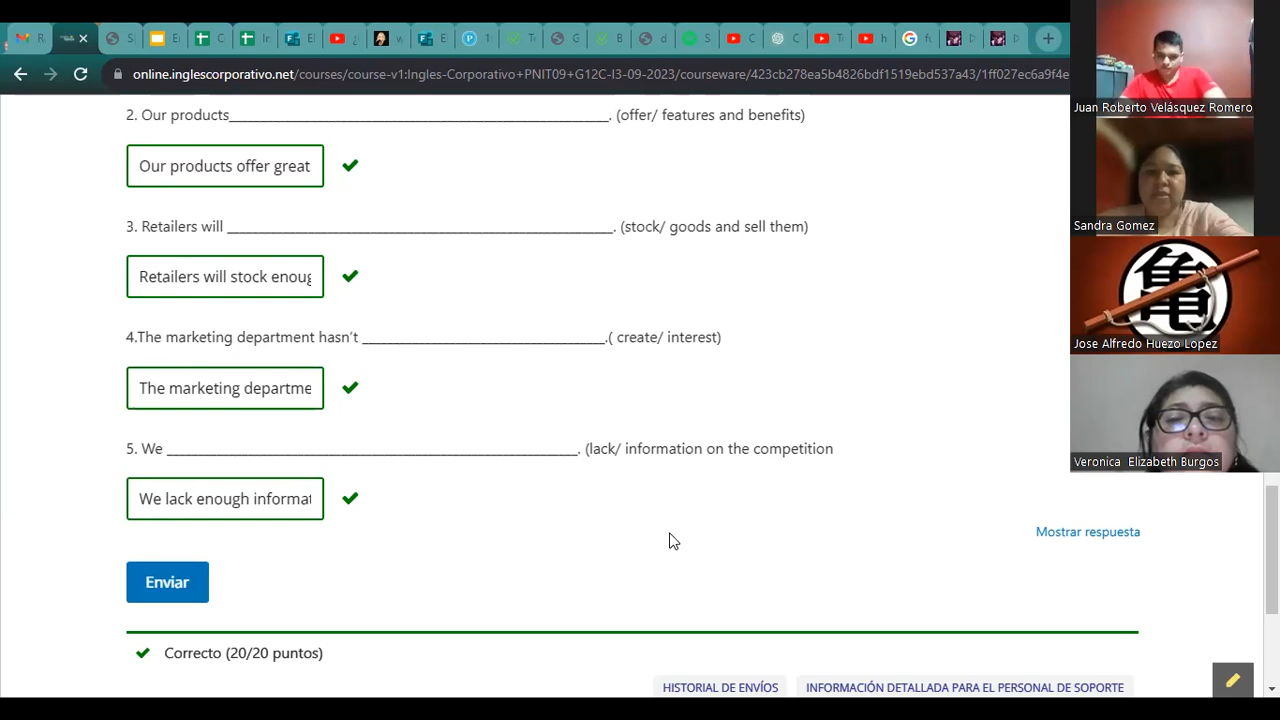 online.inglescorporativo.net/courses/course-v1:Ingles-Corporativo+PNIT09+G12C-I3-09-2023/courseware/423cb278ea5b4826bdf1519ebd537a43/1ff027ec6a9f4e
2. Our products______________________________. (offer/ features and benefits)
Our products offer great
3. Retailers will ______________________________. (stock/ goods and sell them)
Retailers will stock enoug
4.The marketing department hasn't ____________________.( create/ interest)
The marketing departme
5. We ______________________________. (lack/ information on the competition
We lack enough informat
Mostrar respuesta
Enviar
Correcto (20/20 puntos)
HISTORIAL DE ENVÍOS
INFORMACIÓN DETALLADA PARA EL PERSONAL DE SOPORTE
Juan Roberto Velásquez Romero
Sandra Gomez
亀
Jose Alfredo Huezo Lopez
Veronica Elizabeth Burgos